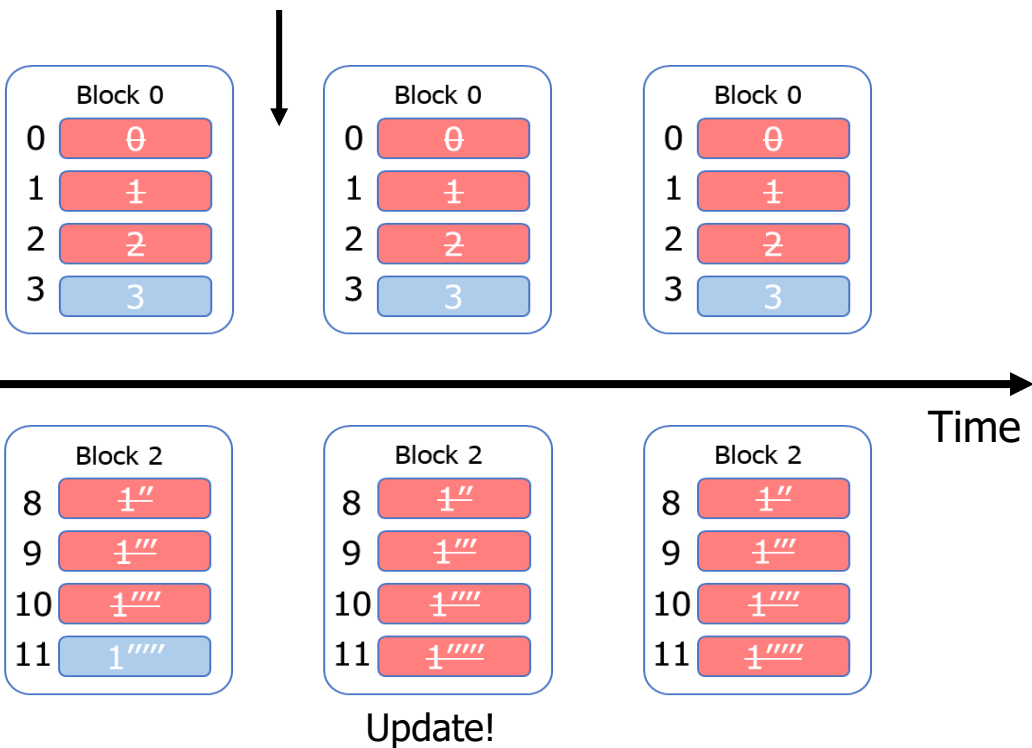 Block 0 Block 0 Block 0
0 0 0 0 0 0
1 1 1 1 1 1
2 2 2 2 2 2
3 3 3 3 3 3
Time
Block 2 Block 2 Block 2
8 1″ 8 1″ 8 1″
9 1‴ 9 1‴ 9 1‴
10 1″″ 10 1″″ 10 1″″
11 1″‴ 11 1″‴ 11 1″‴
Update!